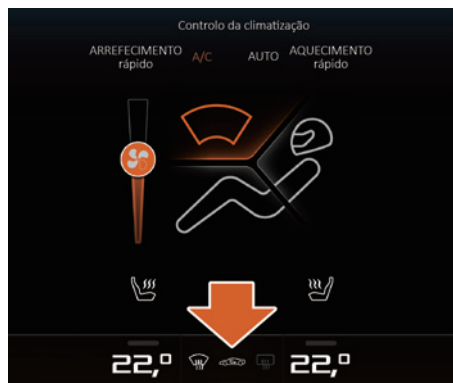 Controlo da climatização
ARREFECIMENTO rápido
A/C
AUTO
AQUECIMENTO rápido
22,°
22,°